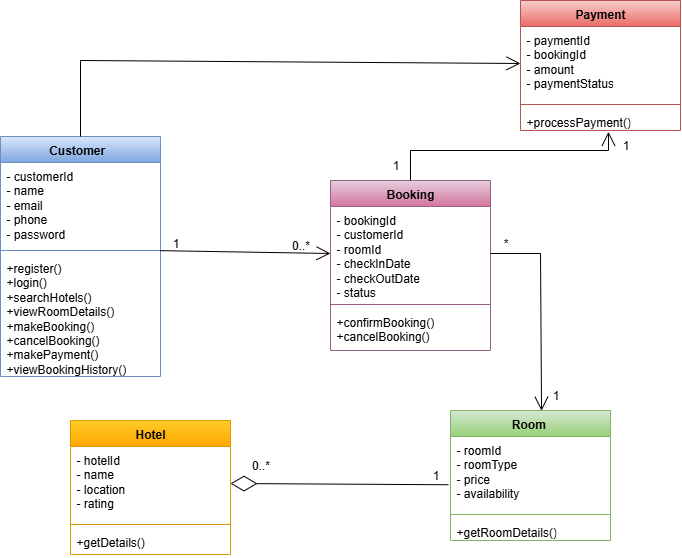 Payment
- paymentId
- bookingId
- amount
- paymentStatus
+processPayment()
1
Customer
- customerId
- name
- email
- phone
- password
+register()
+login()
+searchHotels()
+viewRoomDetails()
+makeBooking()
+cancelBooking()
+makePayment()
+viewBookingHistory()
1
0..*
1
Booking
- bookingId
- customerId
- roomId
- checkInDate
- checkOutDate
- status
+confirmBooking()
+cancelBooking()
*
1
Hotel
- hotelId
- name
- location
- rating
+getDetails()
0..*
1
Room
- roomId
- roomType
- price
- availability
+getRoomDetails()